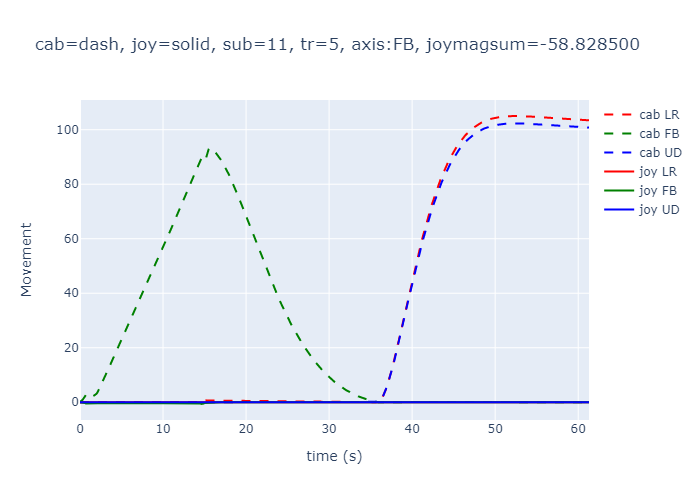 cab=dash, joy=solid, sub=11, tr=5, axis:FB, joymagsum=-58.828500
cab LR
cab FB
cab UD
joy LR
joy FB
joy UD
Movement
100
80
60
40
20
0
0 10 20 30 40 50 60
time (s)